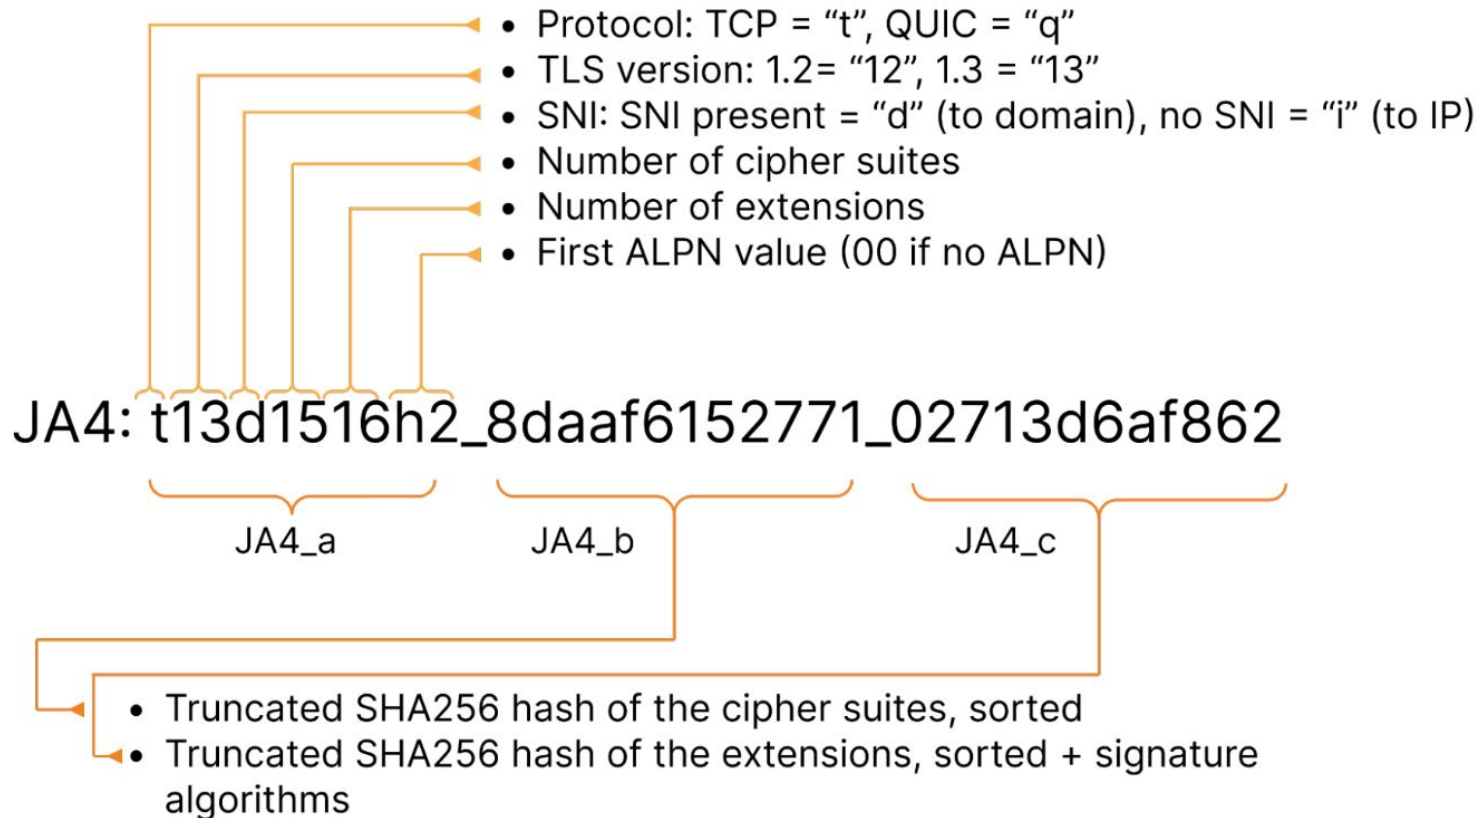 • Protocol: TCP = “t”, QUIC = “q”
• TLS version: 1.2= “12”, 1.3 = “13”
• SNI: SNI present = “d” (to domain), no SNI = “i” (to IP)
• Number of cipher suites
• Number of extensions
• First ALPN value (00 if no ALPN)
JA4: t13d1516h2_8daaf6152771_02713d6af862
JA4_a JA4_b JA4_c
• Truncated SHA256 hash of the cipher suites, sorted
• Truncated SHA256 hash of the extensions, sorted + signature
algorithms